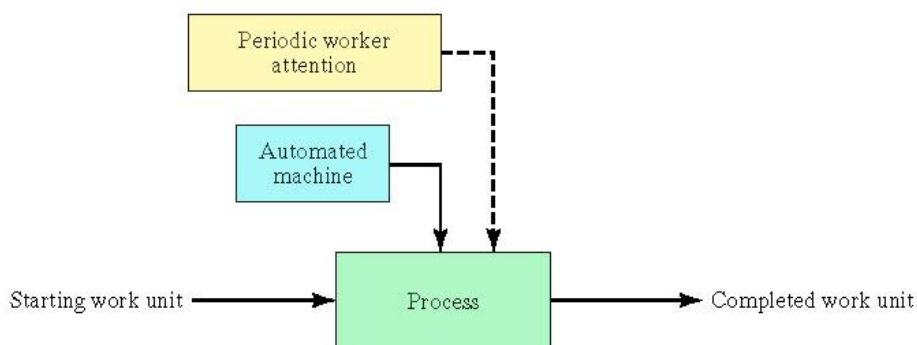 Periodic worker
attention
Automated
machine
Starting work unit
Process
Completed work unit